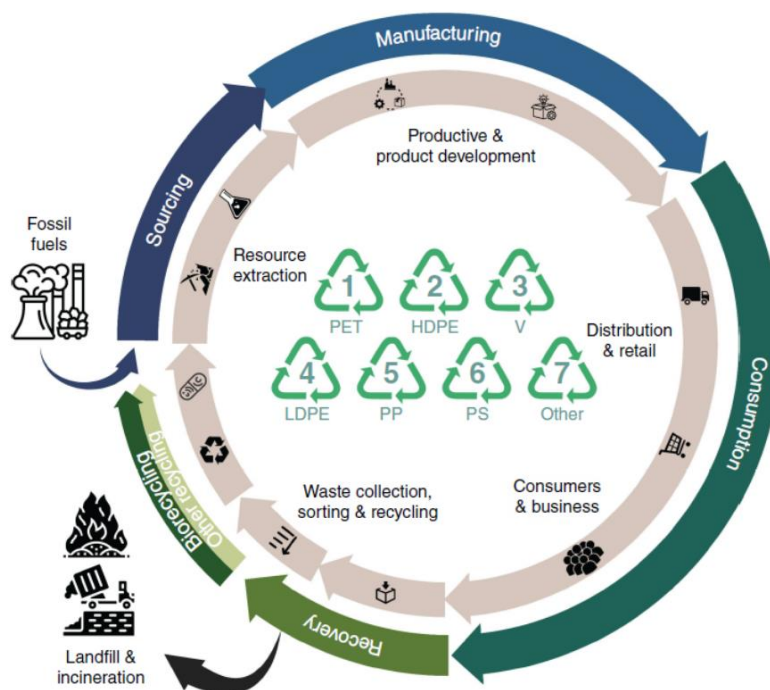 Manufacturing
Productive &
product development
Sourcing
Fossil
fuels
Resource
extraction
1
2
3
PET
HDPE
V
Distribution
& retail
4
5
6
7
LDPE
PP
PS
Other
Consumption
Biorecycling
Other recycling
Waste collection,
sorting & recycling
Consumers
& business
Recovery
Landfill &
incineration